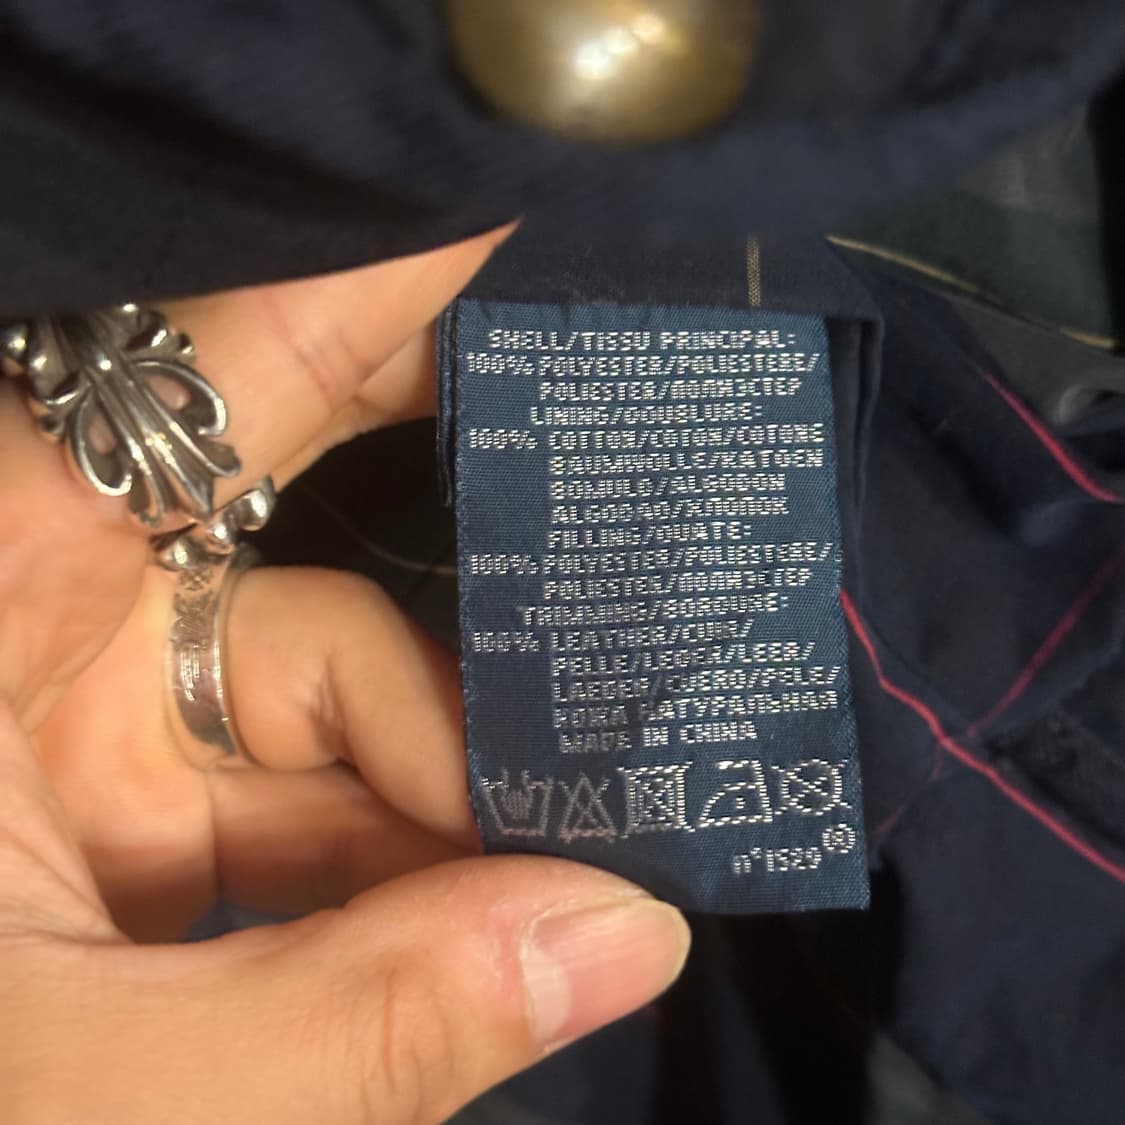 SHELL/TISSU PRINCIPAL:
100% POLYESTER/POLIESTERE/
POLIESTER/ПОЛИЭСТЕР
LINING/DOUBLURE:
100% COTTON/COTON/COTONE
BAUMWOLLE/KATOEN
BOMULD/ALGODON
ALGODAO/ХЛОПОК
FILLING/OUATE:
100% POLYESTER/POLIESTERE/
POLIESTER/ПОЛИЭСТЕР
TRIMMING/BORDURE:
100% LEATHER/CUIR/
PELLE/LEDER/LEER/
LAEDER/CUERO/PELE/
КОЖА НАТУРАЛЬНАЯ
MADE IN CHINA
n°1520®